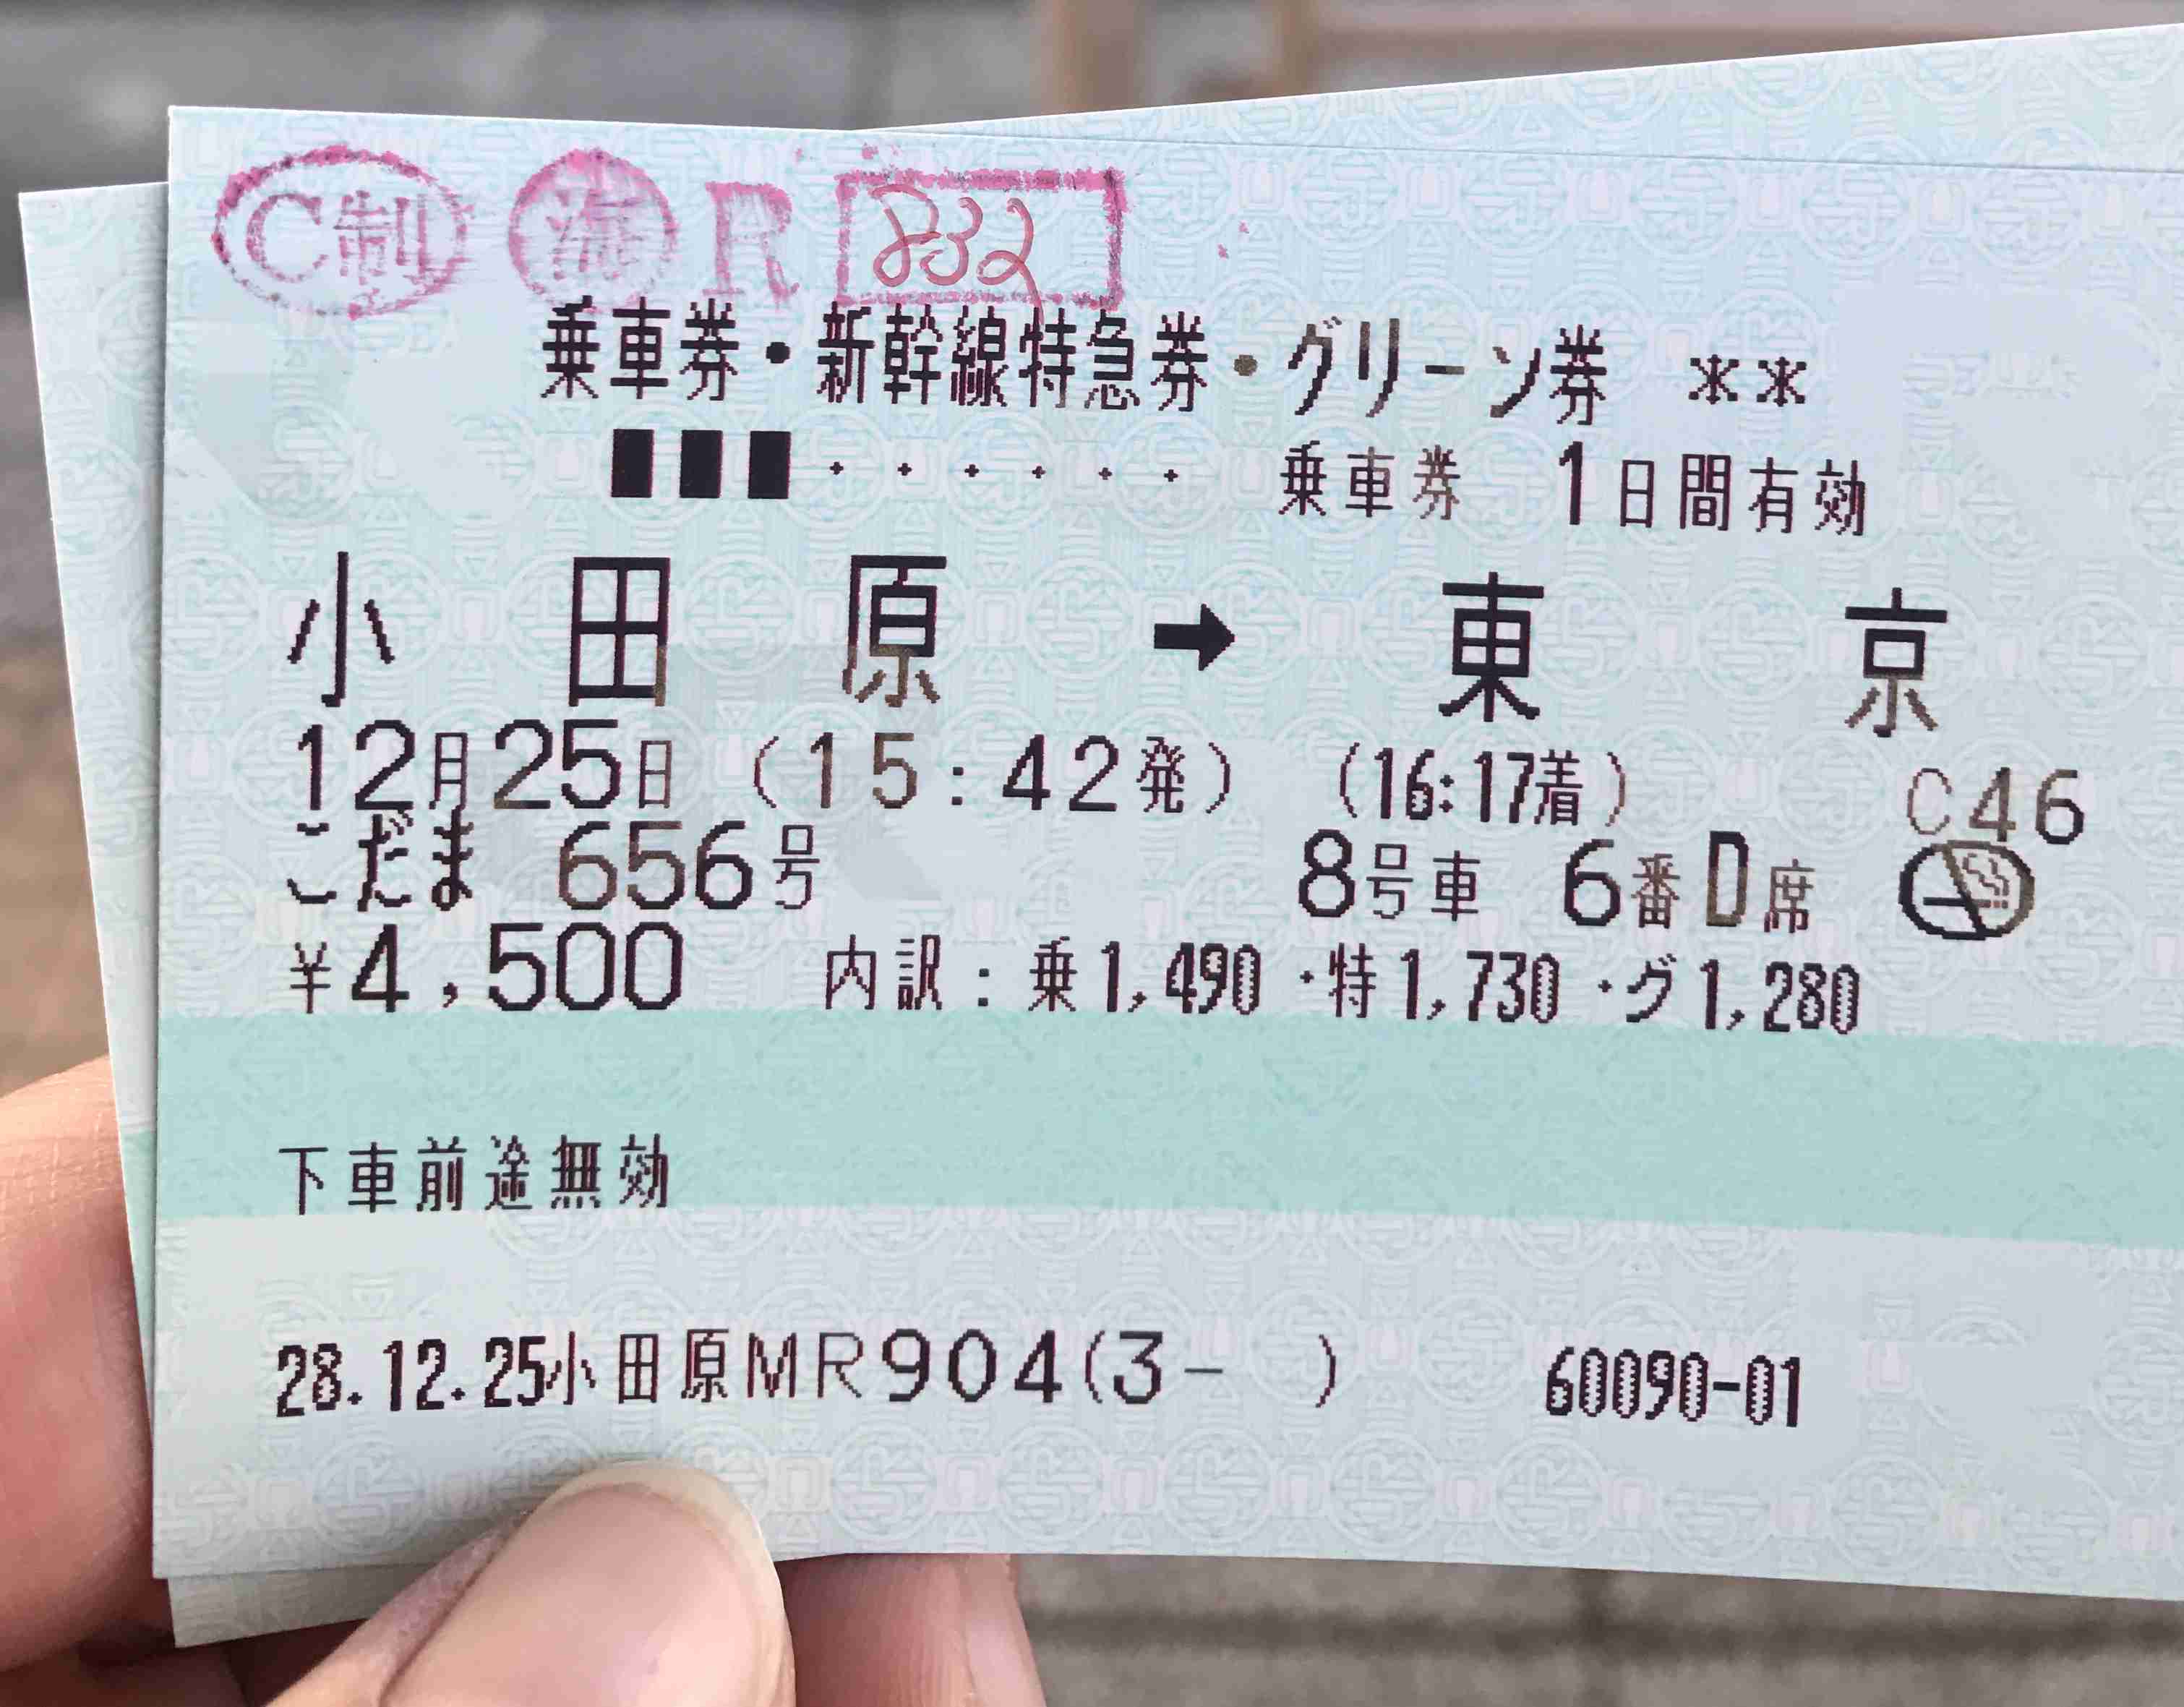 C制 海 R 832
乗車券・新幹線特急券・グリーン券 **
■■■・・・・・・ 乗車券 1日間有効
小田原 ➡ 東京
12月25日 (15:42発) (16:17着) C46
こだま 656号 8号車 6番D席
¥4,500 内訳:乗1,490・特1,730・グ1,280
下車前途無効
28.12.25小田原MR904(3- ) 60090-01